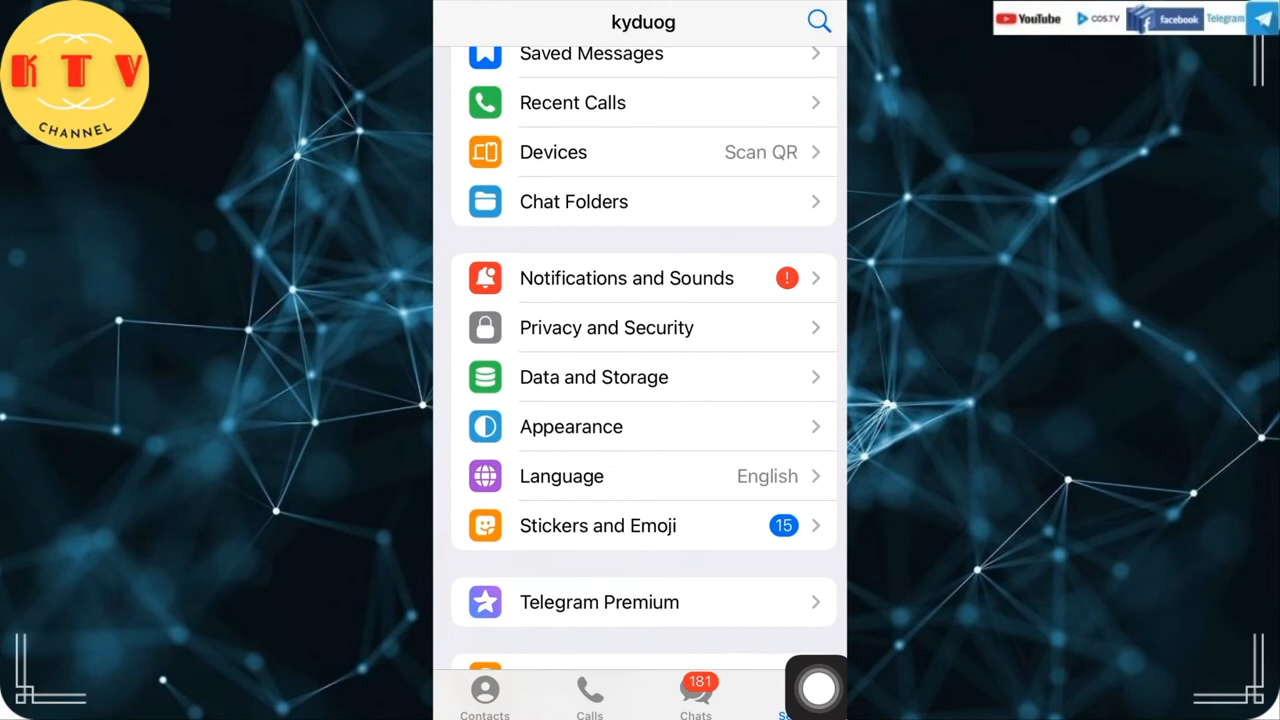 K T V
CHANNEL
YouTube
COS.TV
facebook
Telegram
kyduog
Saved Messages
Recent Calls
Devices Scan QR
Chat Folders
Notifications and Sounds !
Privacy and Security
Data and Storage
Appearance
Language English
Stickers and Emoji 15
Telegram Premium
181
Contacts Calls Chats